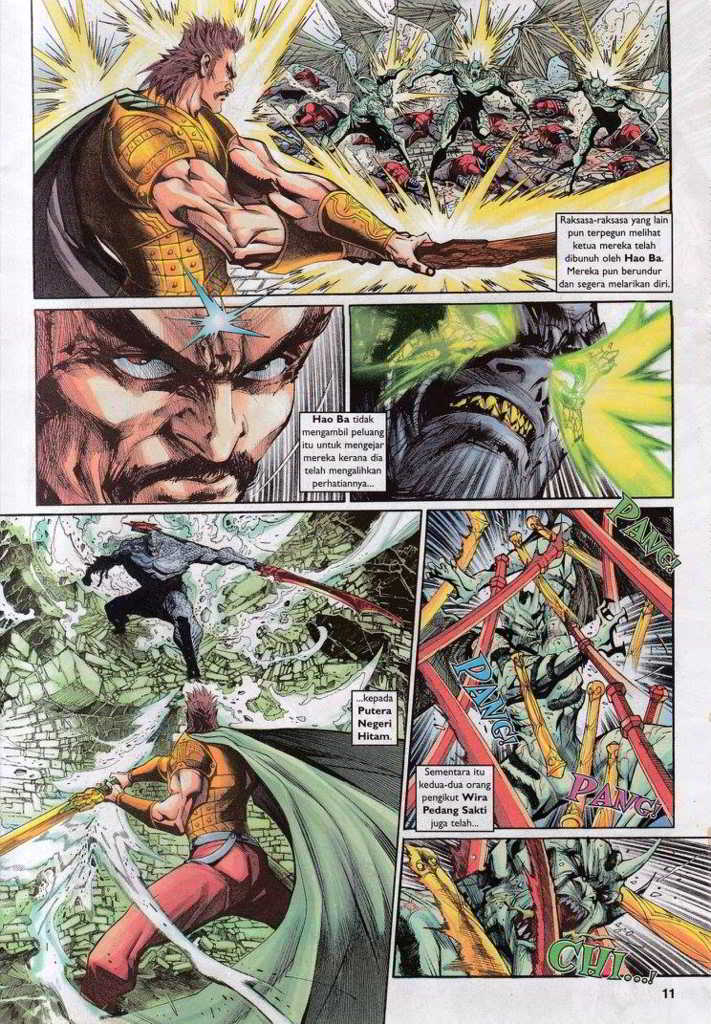 Raksasa-raksasa yang lain
pun terpegun melihat
ketua mereka telah
dibunuh oleh Hao Ba.
Mereka pun berundur
dan segera melarikan diri.
Hao Ba tidak
mengambil peluang
itu untuk mengejar
mereka kerana dia
telah mengalihkan
perhatiannya...
...kepada
Putera
Negeri
Hitam.
PANG!
PANG!
PANG!
Sementara itu
kedua-dua orang
pengikut Wira
Pedang Sakti
juga telah...
CHI...!
11